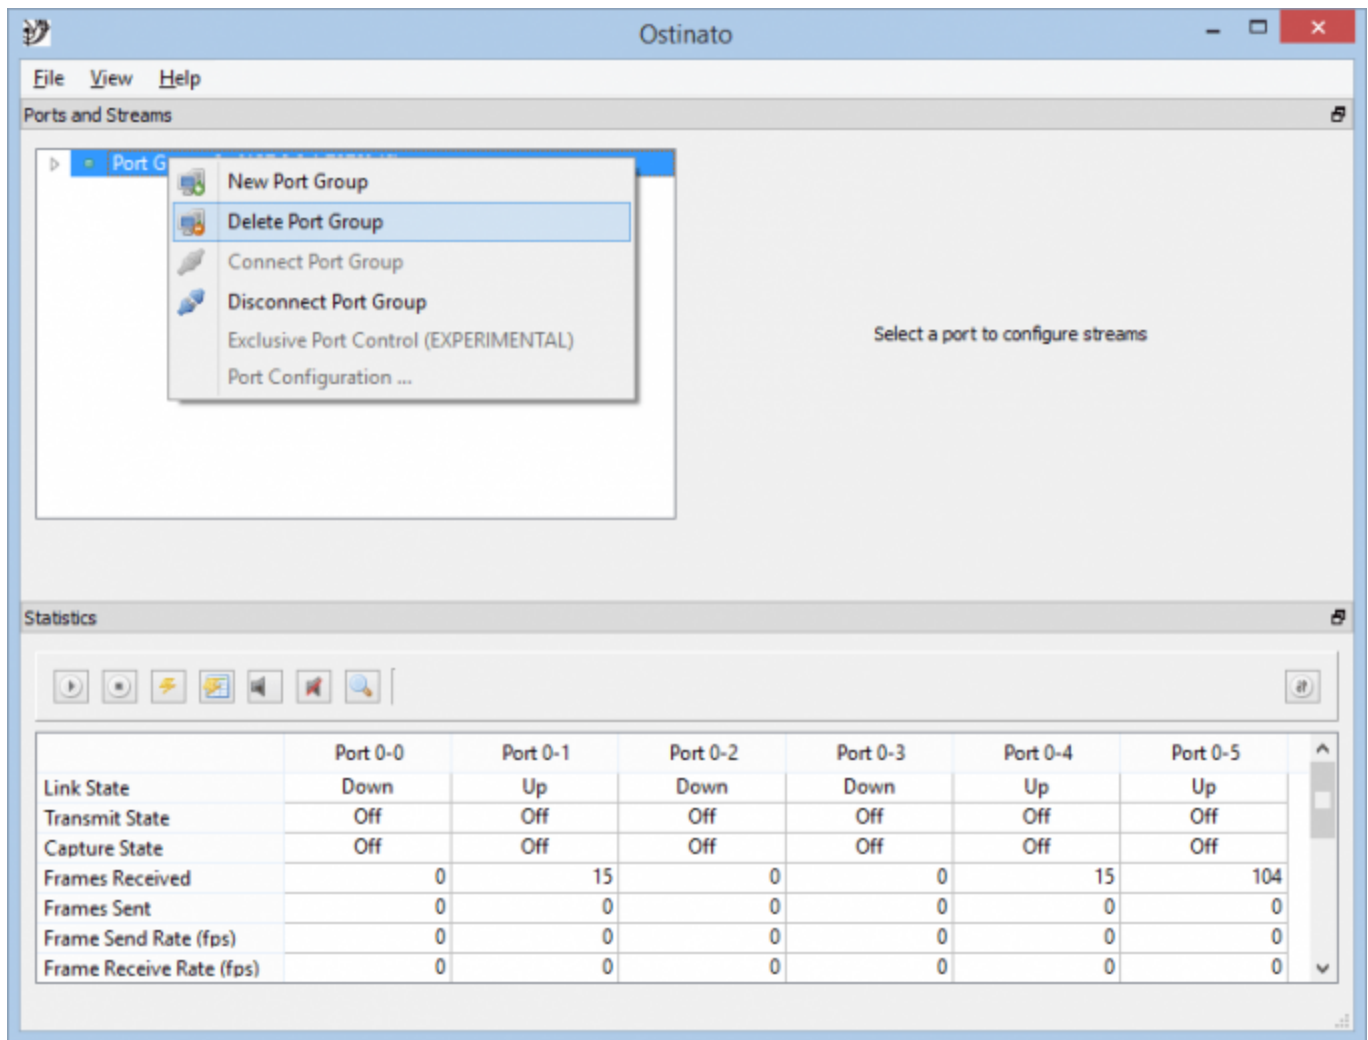 Ostinato
File View Help
Ports and Streams
Port G
New Port Group
Delete Port Group
Connect Port Group
Disconnect Port Group
Exclusive Port Control (EXPERIMENTAL)
Port Configuration ...
Select a port to configure streams
Statistics
Port 0-0 Port 0-1 Port 0-2 Port 0-3 Port 0-4 Port 0-5
Link State Down Up Down Down Up Up
Transmit State Off Off Off Off Off Off
Capture State Off Off Off Off Off Off
Frames Received 0 15 0 0 15 104
Frames Sent 0 0 0 0 0 0
Frame Send Rate (fps) 0 0 0 0 0 0
Frame Receive Rate (fps) 0 0 0 0 0 0